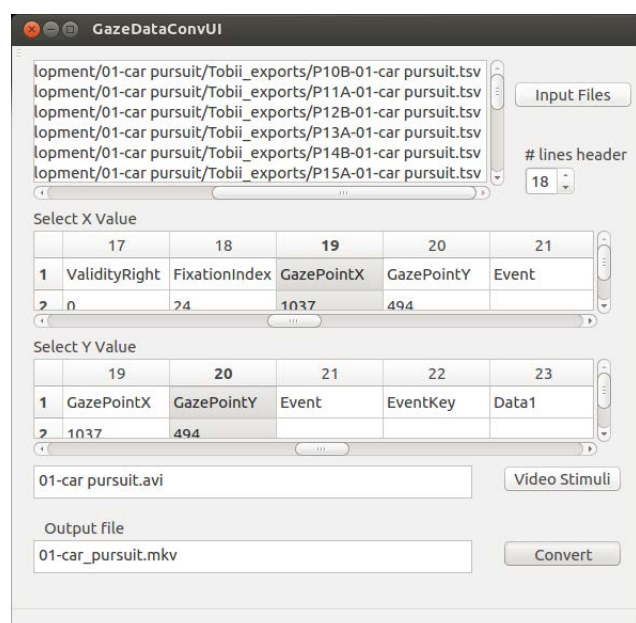 GazeDataConvUI
lopment/01-car pursuit/Tobii_exports/P10B-01-car pursuit.tsv
lopment/01-car pursuit/Tobii_exports/P11A-01-car pursuit.tsv
lopment/01-car pursuit/Tobii_exports/P12B-01-car pursuit.tsv
lopment/01-car pursuit/Tobii_exports/P13A-01-car pursuit.tsv
lopment/01-car pursuit/Tobii_exports/P14B-01-car pursuit.tsv
lopment/01-car pursuit/Tobii_exports/P15A-01-car pursuit.tsv
Input Files
# lines header
18
Select X Value
17 18 19 20 21
1 ValidityRight FixationIndex GazePointX GazePointY Event
2 0 24 1037 494
Select Y Value
19 20 21 22 23
1 GazePointX GazePointY Event EventKey Data1
2 1037 494
01-car pursuit.avi
Video Stimuli
Output file
01-car_pursuit.mkv
Convert